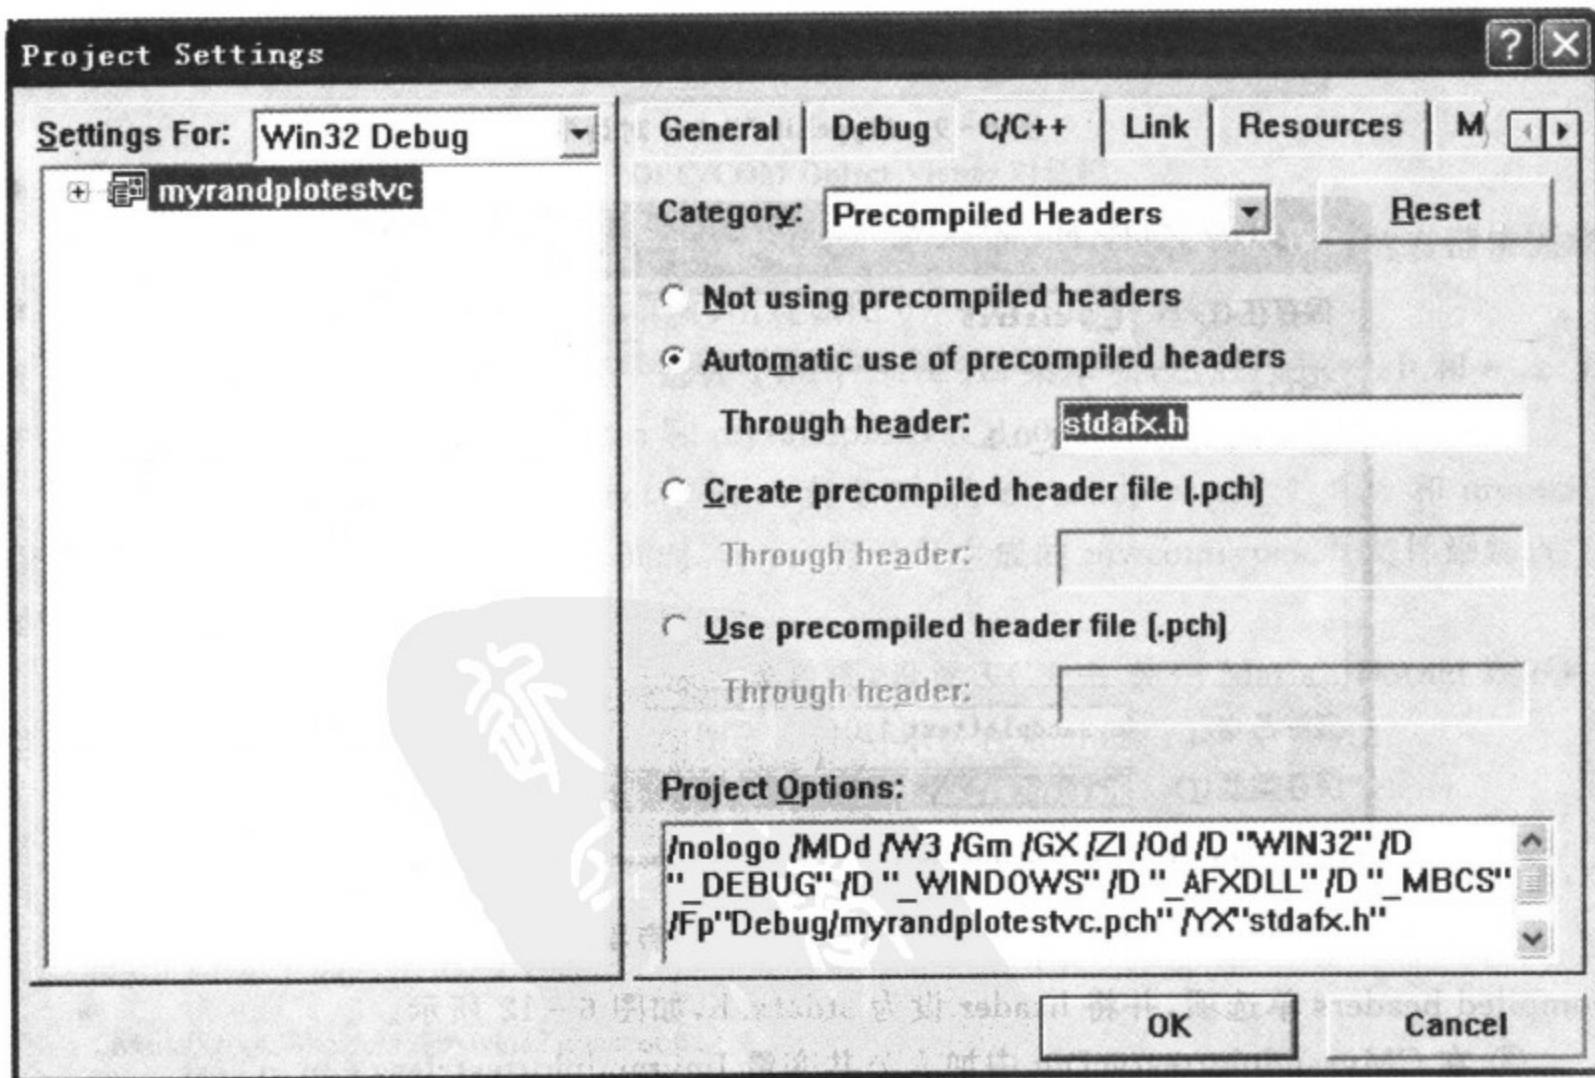 Project Settings
Settings For: Win32 Debug
myrandplotestvc
General Debug C/C++ Link Resources M
Category: Precompiled Headers Reset
Not using precompiled headers
Automatic use of precompiled headers
Through header: stdafx.h
Create precompiled header file (.pch)
Through header:
Use precompiled header file (.pch)
Through header:
Project Options:
/nologo /MDd /W3 /Gm /GX /ZI /Od /D "WIN32" /D
"_DEBUG" /D "_WINDOWS" /D "_AFXDLL" /D "_MBCS"
/Fp"Debug/myrandplotestvc.pch" /YX"stdafx.h"
OK Cancel